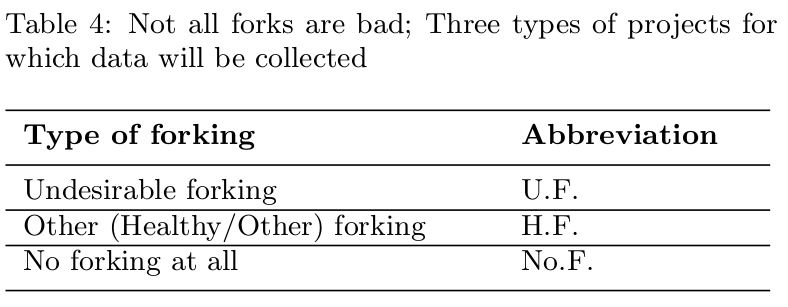 Table 4: Not all forks are bad; Three types of projects for
which data will be collected
Type of forking Abbreviation
Undesirable forking U.F.
Other (Healthy/Other) forking H.F.
No forking at all No.F.